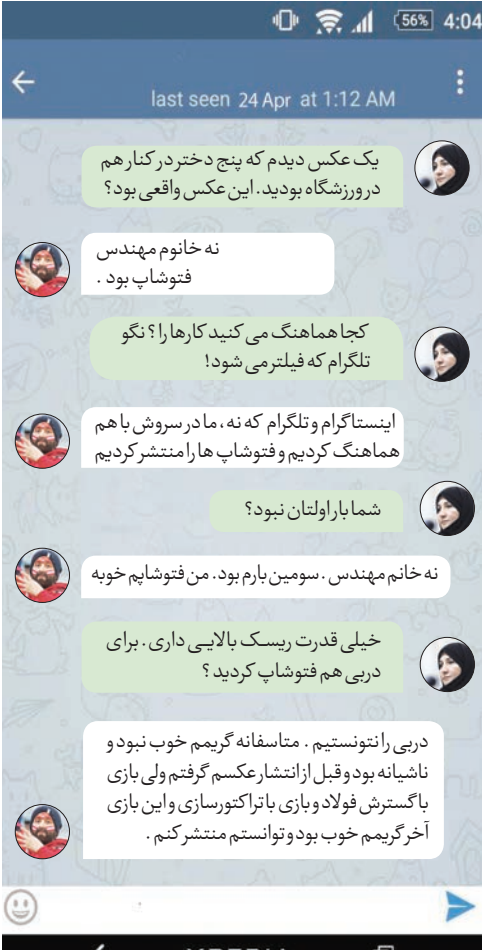 56% 4:04
last seen 24 Apr at 1:12 AM
یک عکس دیدم که پنج دختر در کنار هم
در ورزشگاه بودید. این عکس واقعی بود؟
نه خانوم مهندس
فتوشاپ بود .
کجا هماهنگ می کنید کارها را؟ نگو
تلگرام که فیلتر می شود!
اینستاگرام و تلگرام که نه، ما در سروش با هم
هماهنگ کردیم و فتوشاپ ها را منتشر کردیم
شما بار اولتان نبود؟
نه خانم مهندس . سومین بارم بود. من فتوشاپم خوبه
خیلی قدرت ریسک بالایی داری . برای
دربی هم فتوشاپ کردید ؟
دربی را نتونستیم . متاسفانه گریمم خوب نبود و
ناشیانه بود و قبل از انتشار عکسم گرفتم ولی بازی
با گسترش فولاد و بازی با تراکتورسازی و این بازی
آخر گریمم خوب بود و توانستم منتشر کنم .